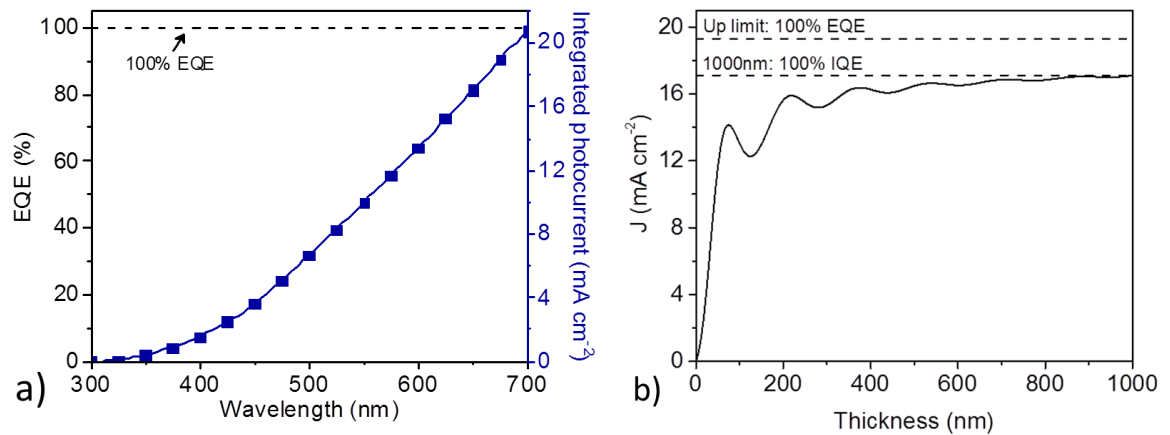 100
80
60
40
20
0
EQE (%)
100% EQE
300
400
500
600
700
Wavelength (nm)
20
16
12
8
4
0
Integrated photocurrent (mA cm⁻²)
a)
20
16
12
8
4
0
J (mA cm⁻²)
Up limit: 100% EQE
1000nm: 100% IQE
0
200
400
600
800
1000
Thickness (nm)
b)